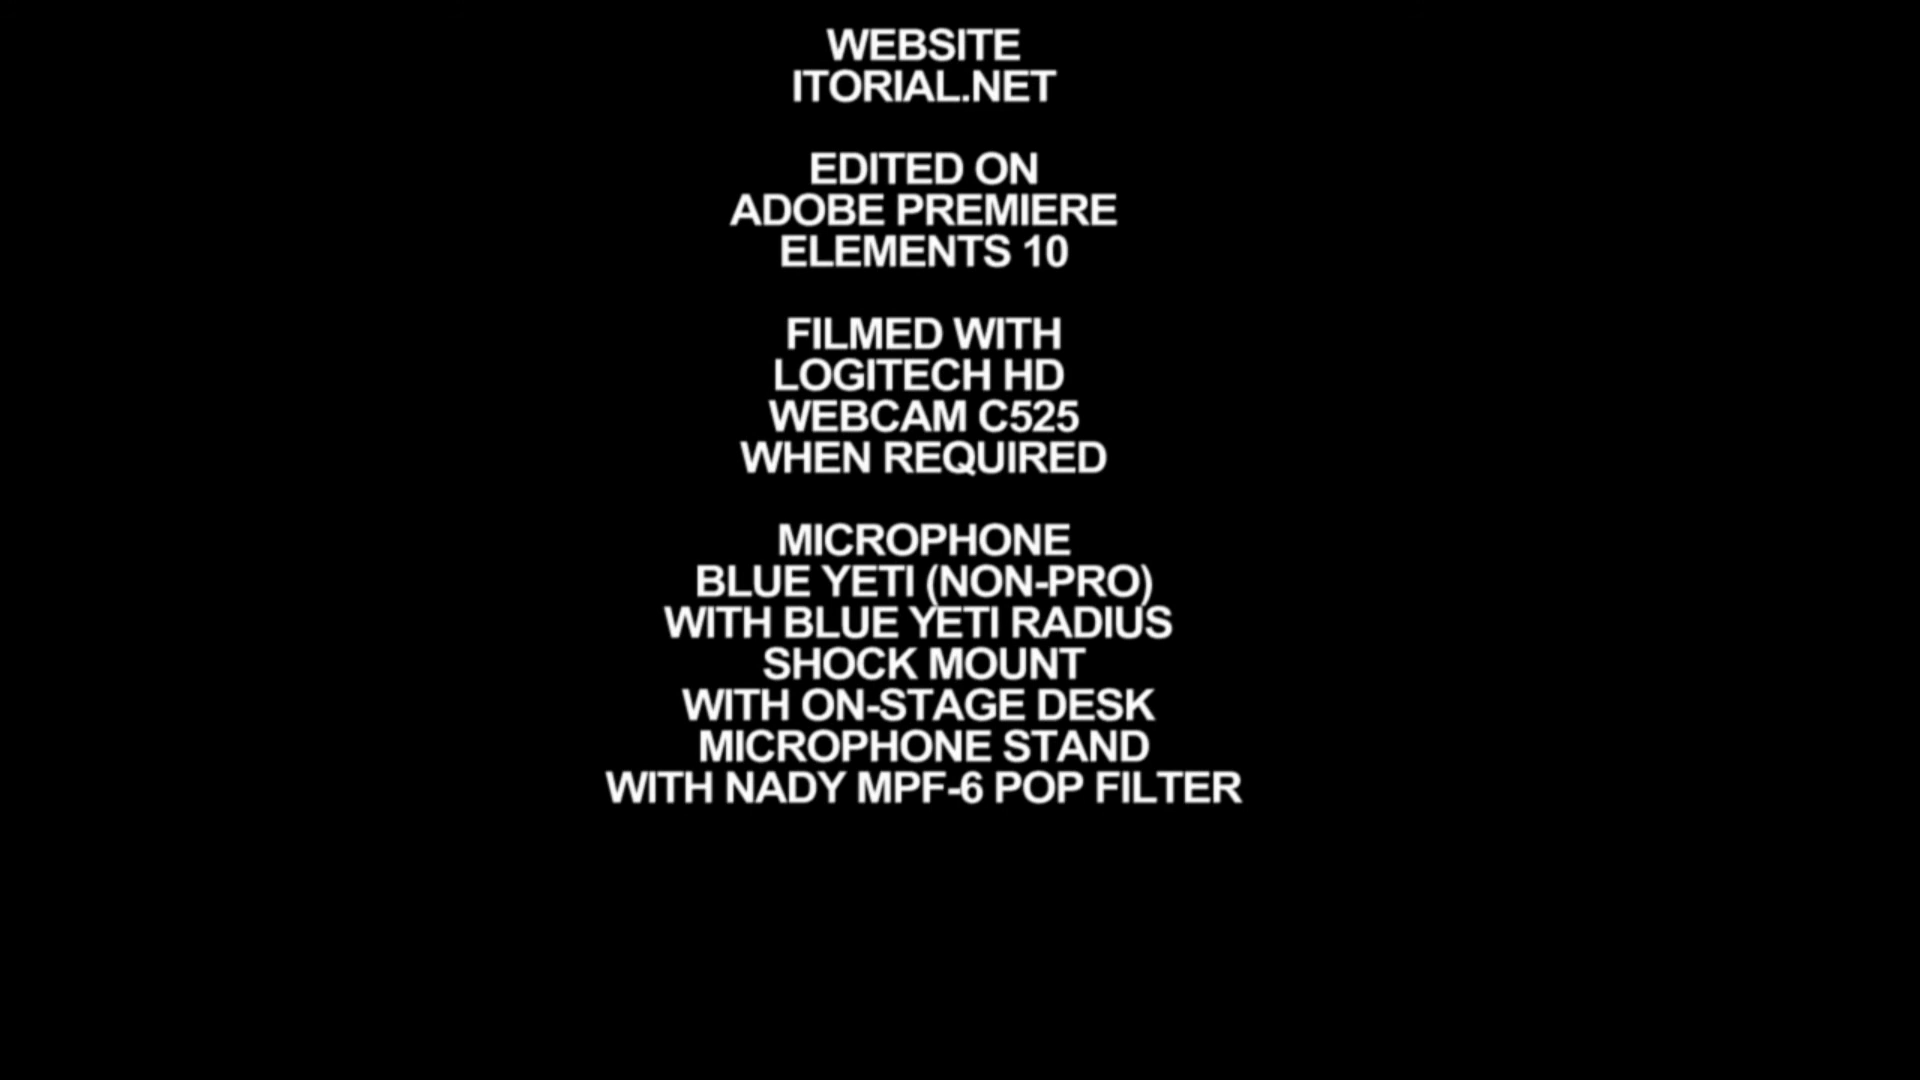 WEBSITE
ITORIAL.NET
EDITED ON
ADOBE PREMIERE
ELEMENTS 10
FILMED WITH
LOGITECH HD
WEBCAM C525
WHEN REQUIRED
MICROPHONE
BLUE YETI (NON-PRO)
WITH BLUE YETI RADIUS
SHOCK MOUNT
WITH ON-STAGE DESK
MICROPHONE STAND
WITH NADY MPF-6 POP FILTER